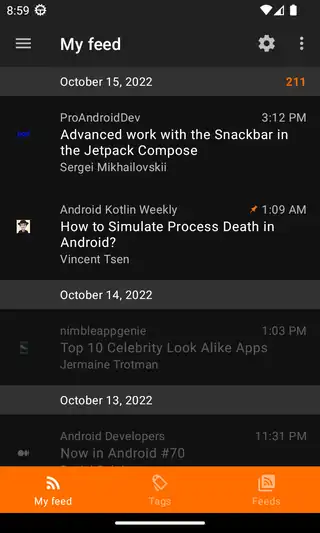 8:59
My feed
October 15, 2022 211
ProAndroidDev 3:12 PM
Advanced work with the Snackbar in
the Jetpack Compose
Sergei Mikhailovskii
Android Kotlin Weekly 1:09 AM
How to Simulate Process Death in
Android?
Vincent Tsen
October 14, 2022
nimbleappgenie 1:03 PM
Top 10 Celebrity Look Alike Apps
Jermaine Trotman
October 13, 2022
Android Developers 11:31 PM
Now in Android #70
My feed Tags Feeds